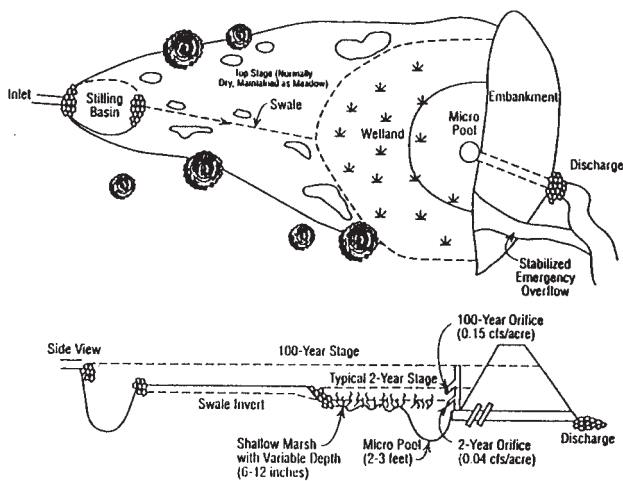 Inlet
Stilling
Basin
Top Stage (Normally
Dry, Maintained as Meadow)
Swale
Welland
Micro
Pool
Embankment
Discharge
Stabilized
Emergency
Overflow
100-Year Orifice
(0.15 cfs/acre)
Side View
100-Year Stage
Typical 2-Year Stage
Swale Invert
Shallow Marsh
with Variable Depth
(6-12 inches)
Micro Pool
(2-3 feet)
2-Year Orifice
(0.04 cfs/acre)
Discharge